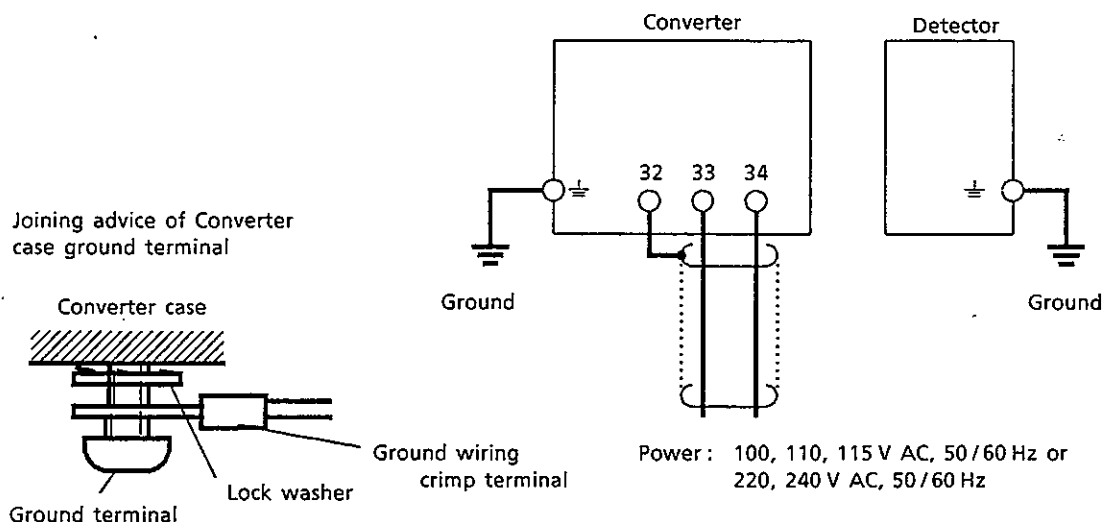 Converter
Detector
32 33 34
Ground
Ground
Joining advice of Converter
case ground terminal
Converter case
Ground wiring
crimp terminal
Lock washer
Ground terminal
Power : 100, 110, 115 V AC, 50 / 60 Hz or
220, 240 V AC, 50 / 60 Hz